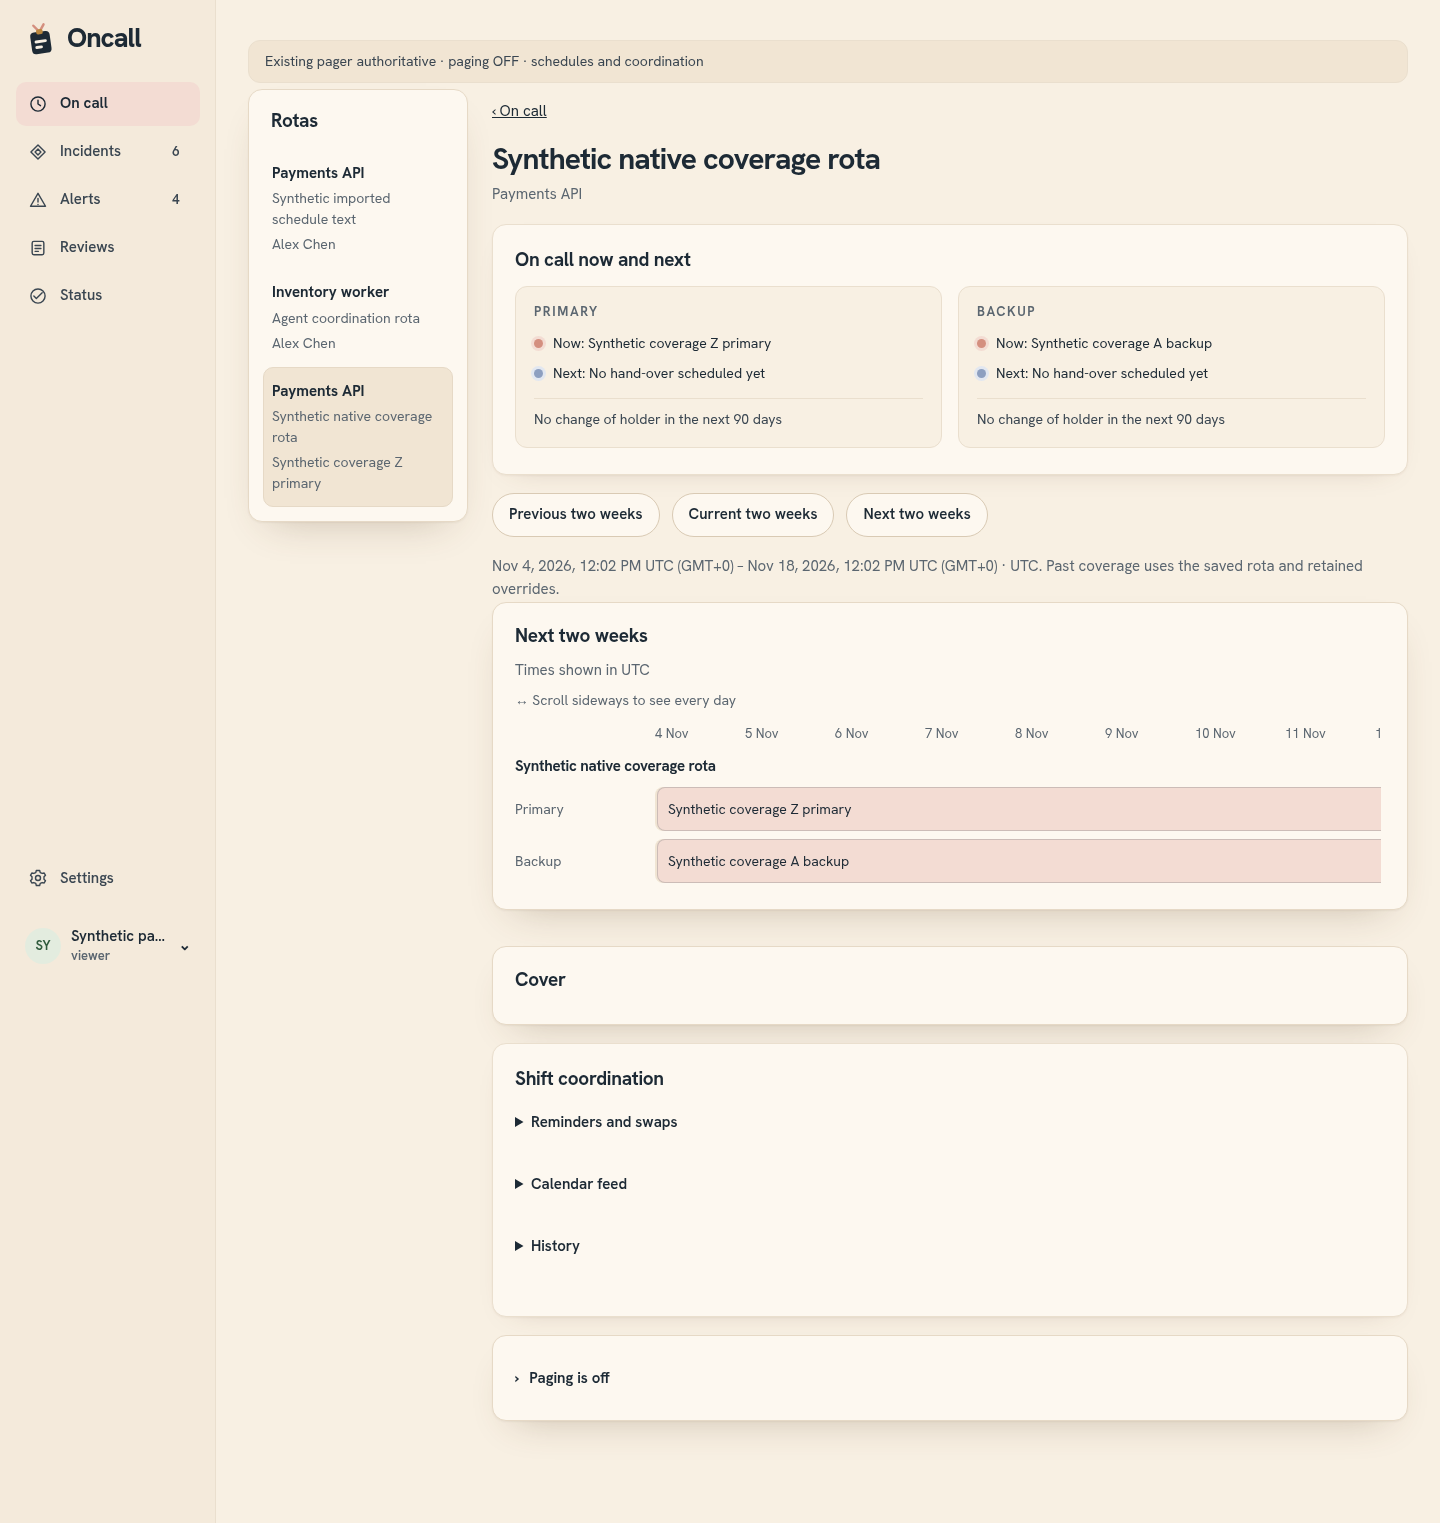 Oncall
On call
Incidents 6
Alerts 4
Reviews
Status
Settings
SY
Synthetic pa...
viewer
Existing pager authoritative · paging OFF · schedules and coordination
Rotas
Payments API
Synthetic imported
schedule text
Alex Chen
Inventory worker
Agent coordination rota
Alex Chen
Payments API
Synthetic native coverage
rota
Synthetic coverage Z
primary
‹ On call
Synthetic native coverage rota
Payments API
On call now and next
PRIMARY
Now: Synthetic coverage Z primary
Next: No hand-over scheduled yet
No change of holder in the next 90 days
BACKUP
Now: Synthetic coverage A backup
Next: No hand-over scheduled yet
No change of holder in the next 90 days
Previous two weeks
Current two weeks
Next two weeks
Nov 4, 2026, 12:02 PM UTC (GMT+0) – Nov 18, 2026, 12:02 PM UTC (GMT+0) · UTC. Past coverage uses the saved rota and retained
overrides.
Next two weeks
Times shown in UTC
↔ Scroll sideways to see every day
4 Nov 5 Nov 6 Nov 7 Nov 8 Nov 9 Nov 10 Nov 11 Nov 1
Synthetic native coverage rota
Primary Synthetic coverage Z primary
Backup Synthetic coverage A backup
Cover
Shift coordination
▶ Reminders and swaps
▶ Calendar feed
▶ History
› Paging is off